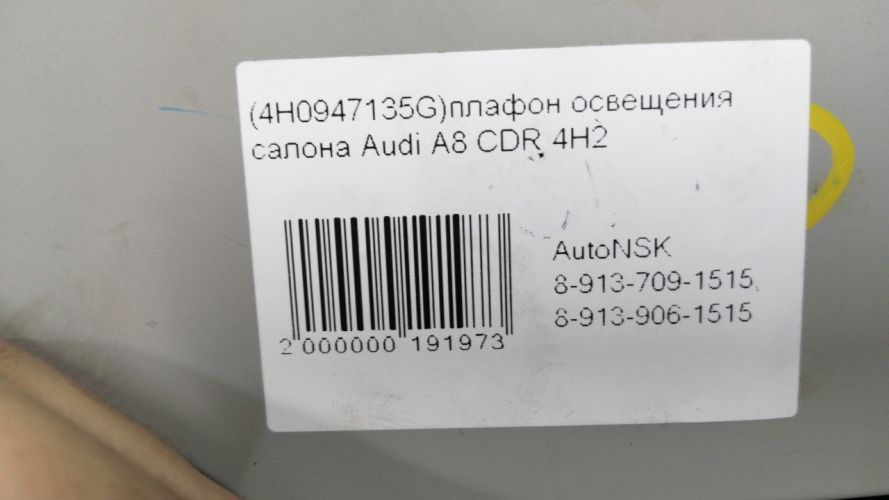 (4H0947135G)плафон освещения
салона Audi A8 CDR, 4H2
AutoNSK
8-913-709-1515,
8-913-906-1515
2 000000 191973